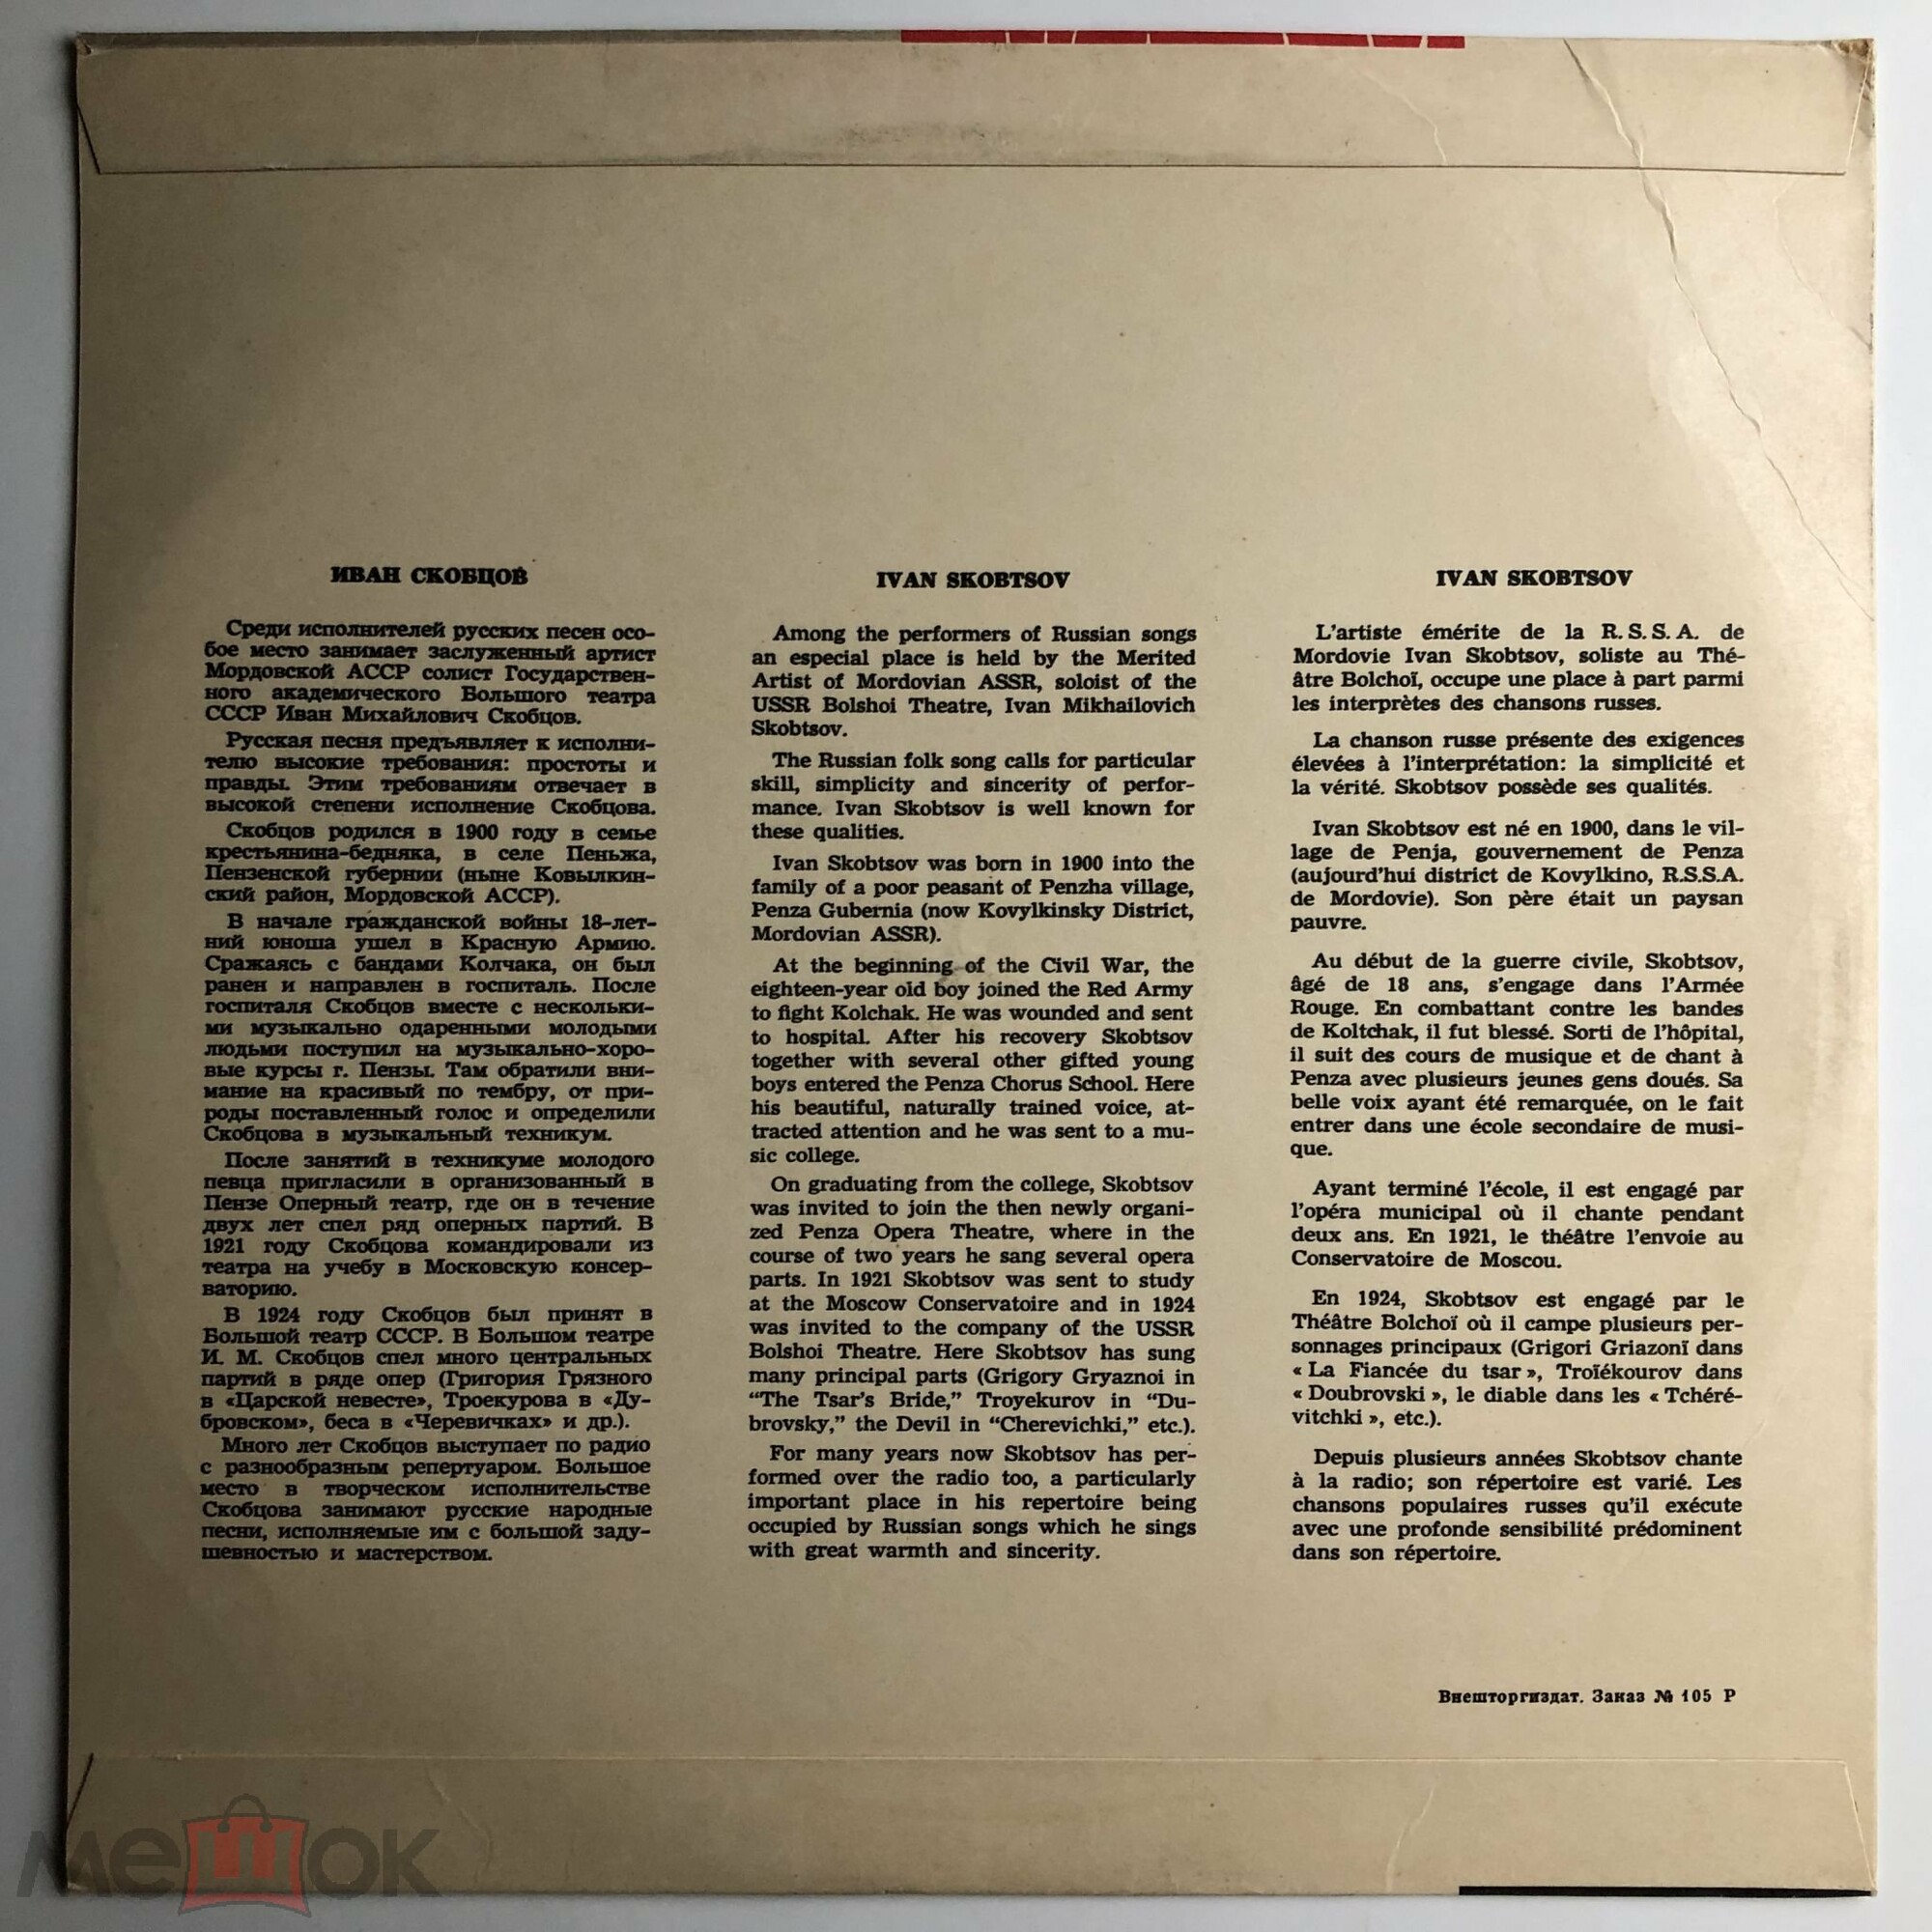 ИВАН СКОБЦОВ
Среди исполнителей русских песен осо-
бое место занимает заслуженный артист
Мордовской АССР солист Государствен-
ного академического Большого театра
СССР Иван Михайлович Скобцов.
Русская песня предъявляет к исполни-
телю высокие требования: простоты и
правды. Этим требованиям отвечает в
высокой степени исполнение Скобцова.
Скобцов родился в 1900 году в семье
крестьянина-бедняка, в селе Пеньжа,
Пензенской губернии (ныне Ковылкин-
ский район, Мордовской АССР).
В начале гражданской войны 18-лет-
ний юноша ушел в Красную Армию.
Сражаясь с бандами Колчака, он был
ранен и направлен в госпиталь. После
госпиталя Скобцов вместе с нескольки-
ми музыкально одаренными молодыми
людьми поступил на музыкально-хоро-
вые курсы г. Пензы. Там обратили вни-
мание на красивый по тембру, от при-
роды поставленный голос и определили
Скобцова в музыкальный техникум.
После занятий в техникуме молодого
певца пригласили в организованный в
Пензе Оперный театр, где он в течение
двух лет спел ряд оперных партий. В
1921 году Скобцова командировали из
театра на учебу в Московскую консер-
ваторию.
В 1924 году Скобцов был принят в
Большой театр СССР. В Большом театре
И. М. Скобцов спел много центральных
партий в ряде опер (Григория Грязного
в «Царской невесте», Троекурова в «Ду-
бровском», беса в «Черевичках» и др.).
Много лет Скобцов выступает по радио
с разнообразным репертуаром. Большое
место в творческом исполнительстве
Скобцова занимают русские народные
песни, исполняемые им с большой заду-
шевностью и мастерством.
IVAN SKOBTSOV
Among the performers of Russian songs
an especial place is held by the Merited
Artist of Mordovian ASSR, soloist of the
USSR Bolshoi Theatre, Ivan Mikhailovich
Skobtsov.
The Russian folk song calls for particular
skill, simplicity and sincerity of perfor-
mance. Ivan Skobtsov is well known for
these qualities.
Ivan Skobtsov was born in 1900 into the
family of a poor peasant of Penzha village,
Penza Gubernia (now Kovylkinsky District,
Mordovian ASSR).
At the beginning of the Civil War, the
eighteen-year old boy joined the Red Army
to fight Kolchak. He was wounded and sent
to hospital. After his recovery Skobtsov
together with several other gifted young
boys entered the Penza Chorus School. Here
his beautiful, naturally trained voice, at-
tracted attention and he was sent to a mu-
sic college.
On graduating from the college, Skobtsov
was invited to join the then newly organi-
zed Penza Opera Theatre, where in the
course of two years he sang several opera
parts. In 1921 Skobtsov was sent to study
at the Moscow Conservatoire and in 1924
was invited to the company of the USSR
Bolshoi Theatre. Here Skobtsov has sung
many principal parts (Grigory Gryaznoi in
“The Tsar's Bride,” Troyekurov in “Du-
brovsky,” the Devil in “Cherevichki,” etc.).
For many years now Skobtsov has per-
formed over the radio too, a particularly
important place in his repertoire being
occupied by Russian songs which he sings
with great warmth and sincerity.
IVAN SKOBTSOV
L'artiste émérite de la R. S. S. A. de
Mordovie Ivan Skobtsov, soliste au Thé-
âtre Bolchoï, occupe une place à part parmi
les interprètes des chansons russes.
La chanson russe présente des exigences
élevées à l'interprétation: la simplicité et
la vérité. Skobtsov possède ses qualités.
Ivan Skobtsov est né en 1900, dans le vil-
lage de Penja, gouvernement de Penza
(aujourd'hui district de Kovylkino, R.S.S.A.
de Mordovie). Son père était un paysan
pauvre.
Au début de la guerre civile, Skobtsov,
âgé de 18 ans, s'engage dans l'Armée
Rouge. En combattant contre les bandes
de Koltchak, il fut blessé. Sorti de l'hôpital,
il suit des cours de musique et de chant à
Penza avec plusieurs jeunes gens doués. Sa
belle voix ayant été remarquée, on le fait
entrer dans une école secondaire de musi-
que.
Ayant terminé l'école, il est engagé par
l'opéra municipal où il chante pendant
deux ans. En 1921, le théâtre l'envoie au
Conservatoire de Moscou.
En 1924, Skobtsov est engagé par le
Théâtre Bolchoï où il campe plusieurs per-
sonnages principaux (Grigori Griazonï dans
« La Fiancée du tsar », Troïékourov dans
« Doubrovski », le diable dans les « Tchéré-
vitchki », etc.).
Depuis plusieurs années Skobtsov chante
à la radio; son répertoire est varié. Les
chansons populaires russes qu'il exécute
avec une profonde sensibilité prédominent
dans son répertoire.
Внешторгиздат. Заказ № 105 Р
мешок